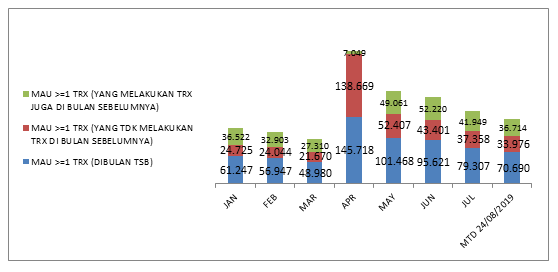 7.049
138.669
145.718
MAU >=1 TRX (YANG MELAKUKAN TRX
JUGA DI BULAN SEBELUMNYA)
MAU >=1 TRX (YANG TDK MELAKUKAN
TRX DI BULAN SEBELUMNYA)
MAU >=1 TRX (DIBULAN TSB)
36.522
24.725
61.247
32.903
24.044
56.947
27.310
21.670
48.980
49.061
52.407
101.468
52.220
43.401
95.621
41.949
37.358
79.307
36.714
33.976
70.690
JAN
FEB
MAR
APR
MAY
JUN
JUL
MTD 24/08/2019